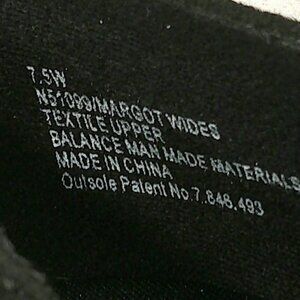 7.5W
N51099/MARGOT WIDES
TEXTILE UPPER
BALANCE MAN MADE MATERIALS
MADE IN CHINA
Outsole Patent No.7,846,493